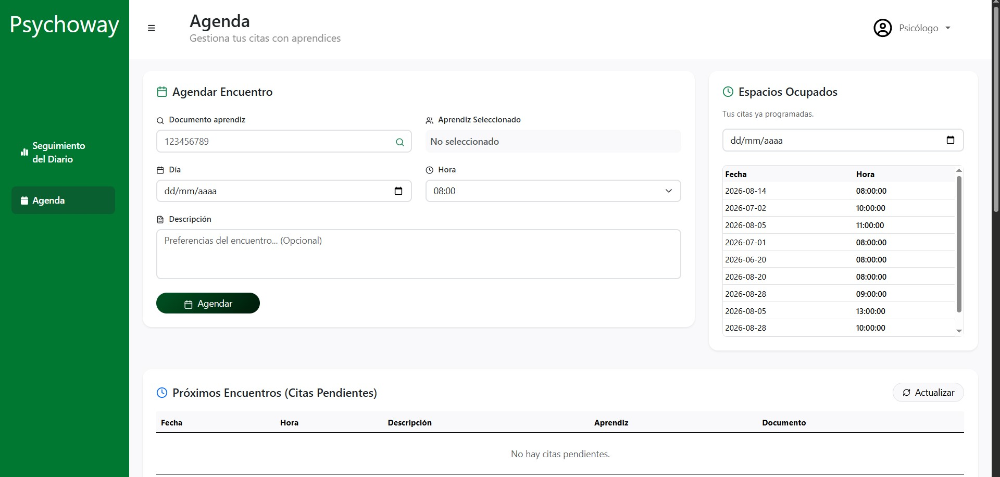 Psychoway
Seguimiento
del Diario
Agenda
Agenda
Gestiona tus citas con aprendices
Psicólogo
Agendar Encuentro
Documento aprendiz
123456789
Aprendiz Seleccionado
No seleccionado
Día
dd/mm/aaaa
Hora
08:00
Descripción
Preferencias del encuentro... (Opcional)
Agendar
Espacios Ocupados
Tus citas ya programadas.
dd/mm/aaaa
Fecha Hora
2026-08-14 08:00:00
2026-07-02 10:00:00
2026-08-05 11:00:00
2026-07-01 08:00:00
2026-06-20 08:00:00
2026-08-20 08:00:00
2026-08-28 09:00:00
2026-08-05 13:00:00
2026-08-28 10:00:00
Próximos Encuentros (Citas Pendientes)
Actualizar
Fecha Hora Descripción Aprendiz Documento
No hay citas pendientes.